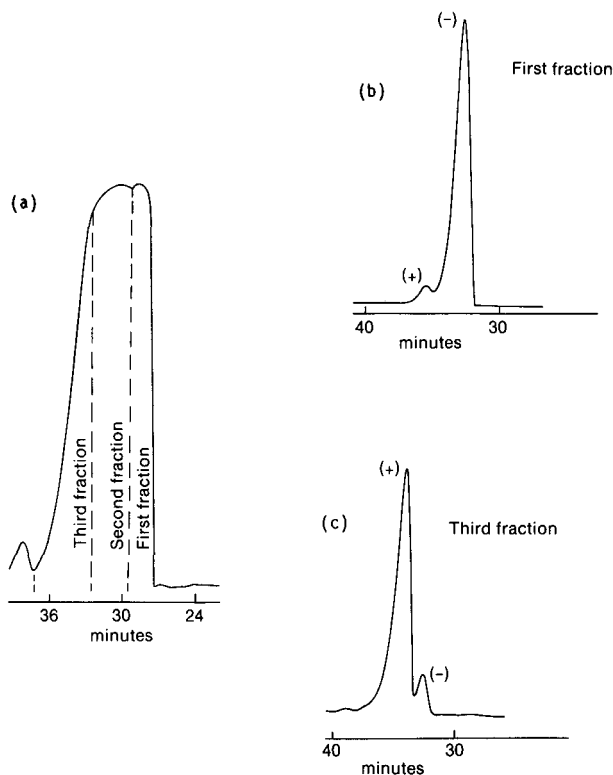 (a)
Third fraction
Second fraction
First fraction
36 30 24
minutes
(b)
(−)
First fraction
(+)
40 30
minutes
(c)
(+)
Third fraction
(−)
40 30
minutes